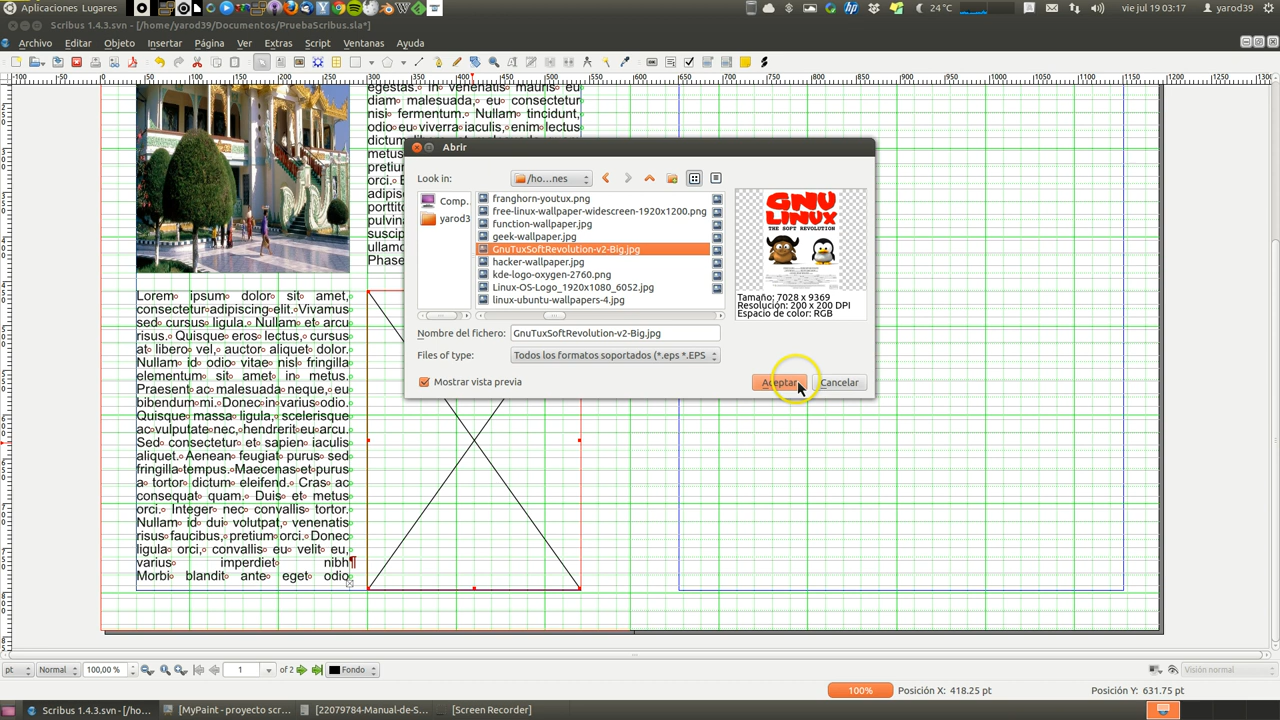 Aplicaciones Lugares
24°C
vie jul 19 03:17
yarod39
Scribus 1.4.3.svn - [/home/yarod39/Documentos/PruebaScribus.sla*]
Archivo Editar Objeto Insertar Página Ver Extras Script Ventanas Ayuda
egestas. In venenatis mauris eu
diam malesuada, eu consectetur
nisi fermentum. Nullam tincidunt,
odio eu viverra iaculis, enim lectus
Abrir
Look in:
/ho...nes
Comp.
yarod3
franghorn-youtux.png
free-linux-wallpaper-widescreen-1920x1200.png
function-wallpaper.jpg
geek-wallpaper.jpg
GnuTuxSoftRevolution-v2-Big.jpg
hacker-wallpaper.jpg
kde-logo-oxygen-2760.png
Linux-OS-Logo_1920x1080_6052.jpg
linux-ubuntu-wallpapers-4.jpg
GNU
LINUX
THE SOFT REVOLUTION
Tamaño: 7028 x 9369
Resolución: 200 x 200 DPI
Espacio de color: RGB
Nombre del fichero:
GnuTuxSoftRevolution-v2-Big.jpg
Files of type:
Todos los formatos soportados (*.eps *.EPS
Mostrar vista previa
Aceptar
Cancelar
Lorem ipsum dolor sit amet,
consectetur adipiscing elit. Vivamus
sed cursus ligula. Nullam et arcu
risus. Quisque eros lectus, cursus
at libero vel, auctor aliquet dolor.
Nullam id odio vitae nisl fringilla
elementum sit amet in metus.
Praesent ac malesuada neque, eu
bibendum mi. Donec in varius odio.
Quisque massa ligula, scelerisque
mollis quam nec, hendrerit eu arcu.
Sed consectetur et sapien iaculis
aliquet. Aenean feugiat purus sed
fringilla tempus. Maecenas et purus
a tortor dictum eleifend. Cras ac
consequat quam. Duis et metus
orci. Integer nec convallis tortor.
Nullam id dui volutpat, venenatis
risus faucibus, pretium orci. Donec
ligula orci, convallis eu velit eu,
varius imperdiet nibh¶
Morbi blandit ante eget odio
pt
Normal
100,00 %
1
of 2
Fondo
Visión normal
100%
Posición X: 418.25 pt
Posición Y: 631.75 pt
Scribus 1.4.3.svn - [/ho...
[MyPaint - proyecto scr...
[22079784-Manual-de-S...
[Screen Recorder]